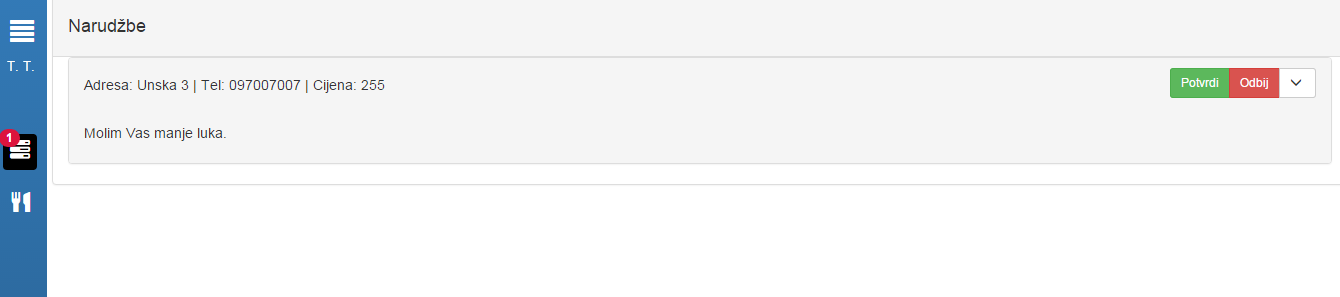 Narudžbe
T. T.
Adresa: Unska 3 | Tel: 097007007 | Cijena: 255
Potvrdi
Odbij
1
Molim Vas manje luka.